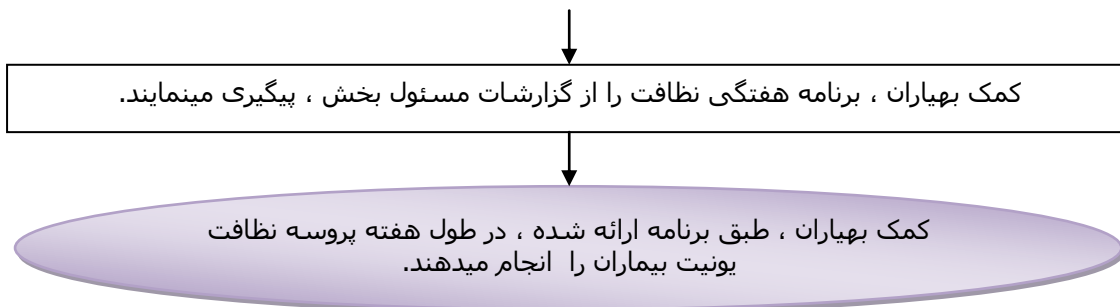 کمک بهیاران ، برنامه هفتگی نظافت را از گزارشات مسئول بخش ، پیگیری مینمایند.
کمک بهیاران ، طبق برنامه ارائه شده ، در طول هفته پروسه نظافت
یونیت بیماران را انجام میدهند.